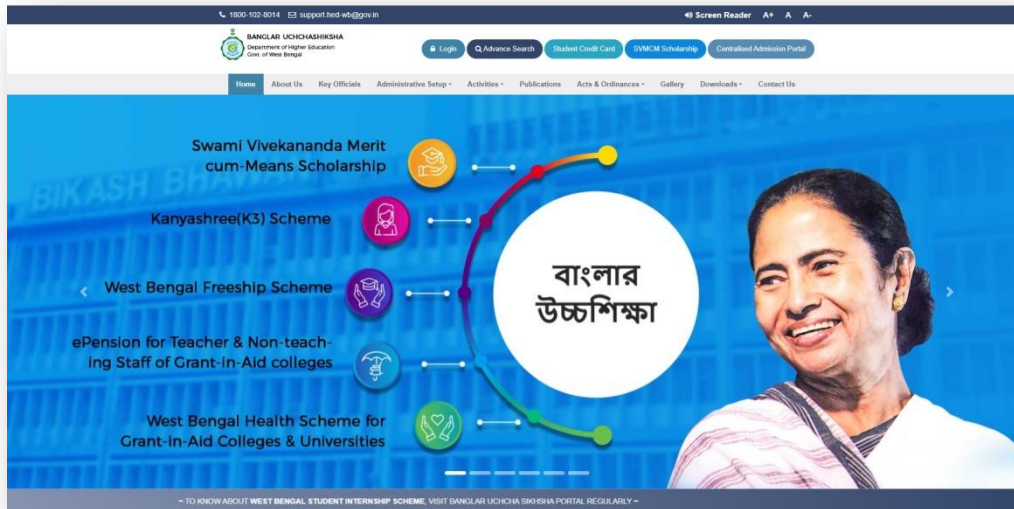 1800-102-8014 support.hed-wb@gov.in Screen Reader A+ A A-
BANGLAR UCHCHASHIKSHA
Department of Higher Education
Govt. of West Bengal
Login Advance Search Student Credit Card SVMCM Scholarship Centralised Admission Portal
Home About Us Key Officials Administrative Setup Activities Publications Acts & Ordinances Gallery Downloads Contact Us
BIKASH BHAVAN
Swami Vivekananda Merit
cum-Means Scholarship
Kanyashree(K3) Scheme
West Bengal Freeship Scheme
ePension for Teacher & Non-teach-
ing Staff of Grant-in-Aid colleges
West Bengal Health Scheme for
Grant-in-Aid Colleges & Universities
বাংলার
উচ্চশিক্ষা
~ TO KNOW ABOUT WEST BENGAL STUDENT INTERNSHIP SCHEME, VISIT BANGLAR UCHCHA SIKHSHA PORTAL REGULARLY ~